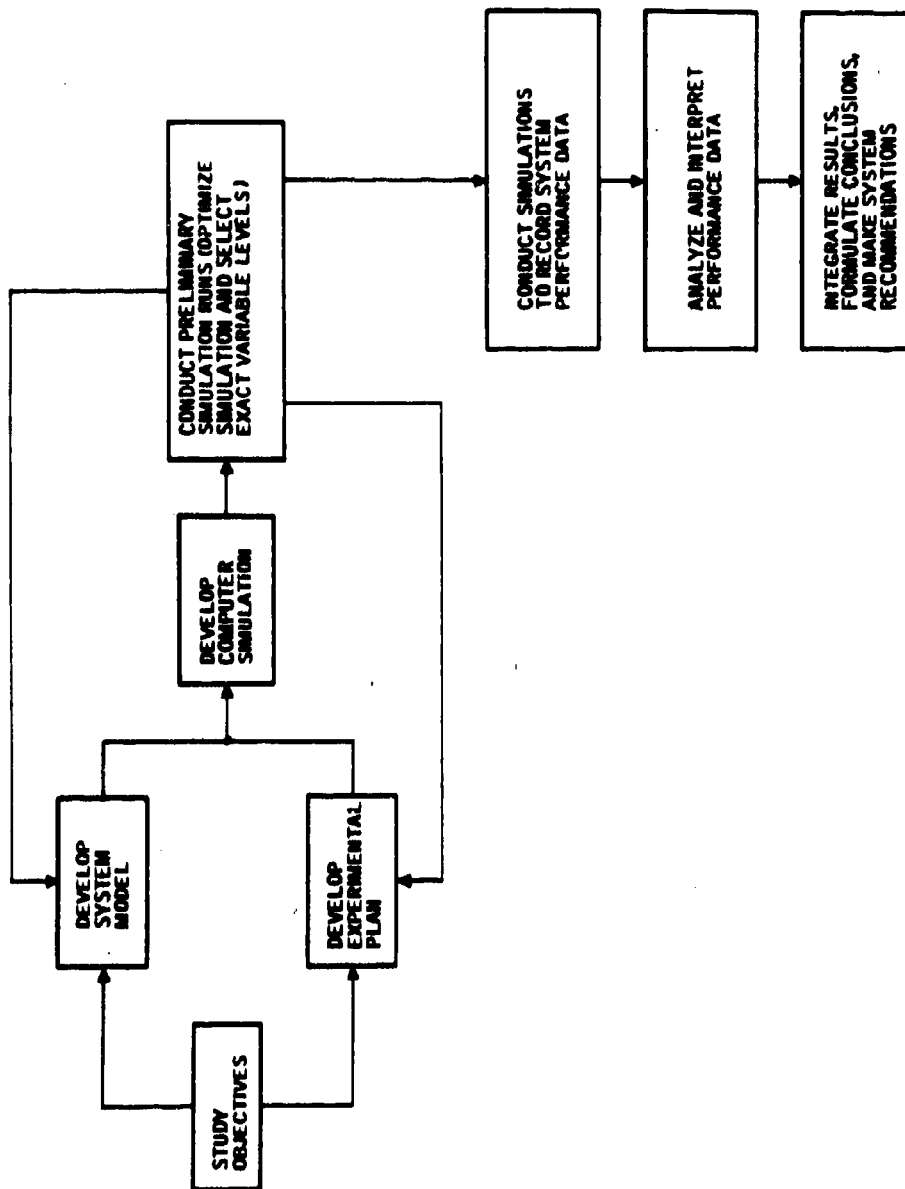 STUDY
OBJECTIVES
DEVELOP
SYSTEM
MODEL
DEVELOP
EXPERIMENTAL
PLAN
DEVELOP
COMPUTER
SIMULATION
CONDUCT PRELIMINARY
SIMULATION RUNS (OPTIMIZE
SIMULATION AND SELECT
EXACT VARIABLE LEVELS)
CONDUCT SIMULATIONS
TO RECORD SYSTEM
PERFORMANCE DATA
ANALYZE AND INTERPRET
PERFORMANCE DATA
INTEGRATE RESULTS,
FORMULATE CONCLUSIONS,
AND MAKE SYSTEM
RECOMMENDATIONS